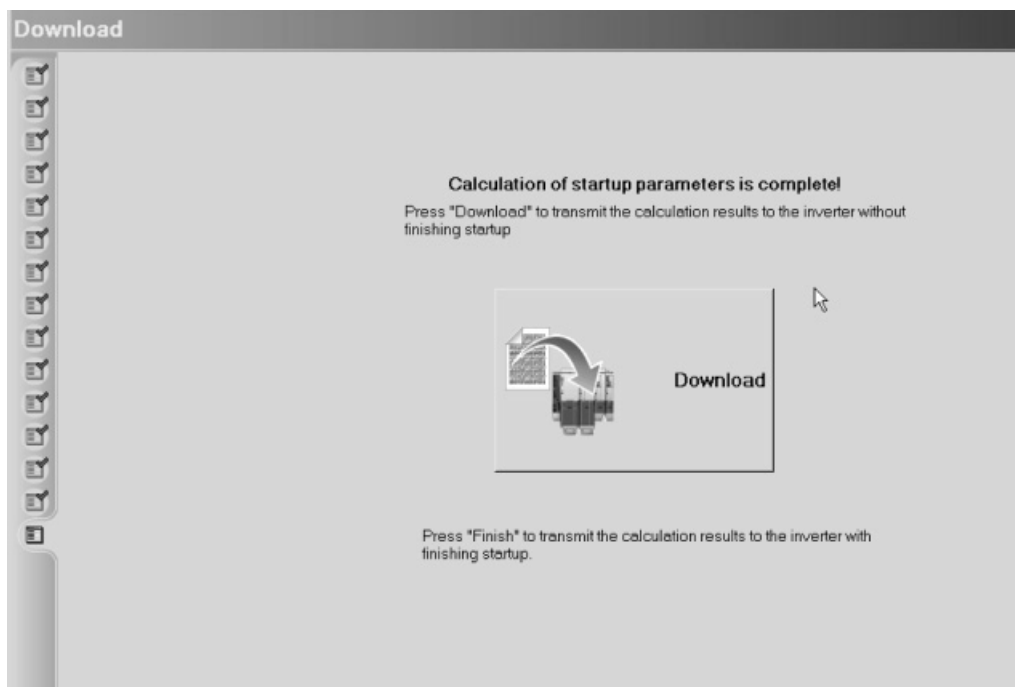 Download
Calculation of startup parameters is complete!
Press "Download" to transmit the calculation results to the inverter without
finishing startup
Download
Press "Finish" to transmit the calculation results to the inverter with
finishing startup.